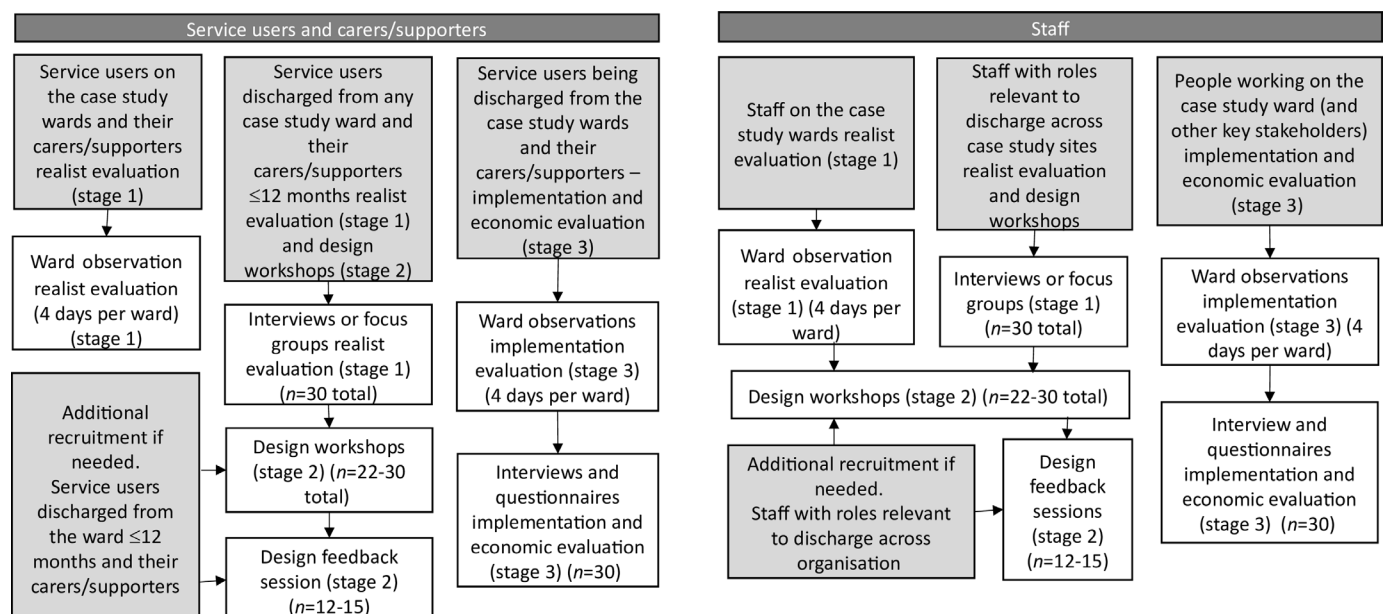 Service users and carers/supporters
Service users on
the case study
wards and their
carers/supporters
realist evaluation
(stage 1)
Ward observation
realist evaluation
(4 days per ward)
(stage 1)
Additional
recruitment if
needed.
Service users
discharged from
the ward ≤12
months and their
carers/supporters
Service users
discharged from any
case study ward and
their
carers/supporters
≤12 months realist
evaluation (stage 1)
and design
workshops (stage 2)
Interviews or focus
groups realist
evaluation (stage 1)
(n=30 total)
Design workshops
(stage 2) (n=22-30
total)
Design feedback
session (stage 2)
(n=12-15)
Service users being
discharged from the
case study wards
and their
carers/supporters –
implementation and
economic evaluation
(stage 3)
Ward observations
implementation
evaluation (stage 3)
(4 days per ward)
Interviews and
questionnaires
implementation and
economic evaluation
(stage 3) (n=30)
Staff
Staff on the case
study wards realist
evaluation (stage 1)
Ward observation
realist evaluation
(stage 1) (4 days per
ward)
Staff with roles
relevant to
discharge across
case study sites
realist evaluation
and design
workshops
Interviews or focus
groups (stage 1)
(n=30 total)
Design workshops (stage 2) (n=22-30 total)
Additional recruitment if
needed.
Staff with roles relevant
to discharge across
organisation
Design
feedback
sessions
(stage 2)
(n=12-15)
People working on the
case study ward (and
other key stakeholders)
implementation and
economic evaluation
(stage 3)
Ward observations
implementation
evaluation (stage 3) (4
days per ward)
Interview and
questionnaires
implementation and
economic evaluation
(stage 3) (n=30)